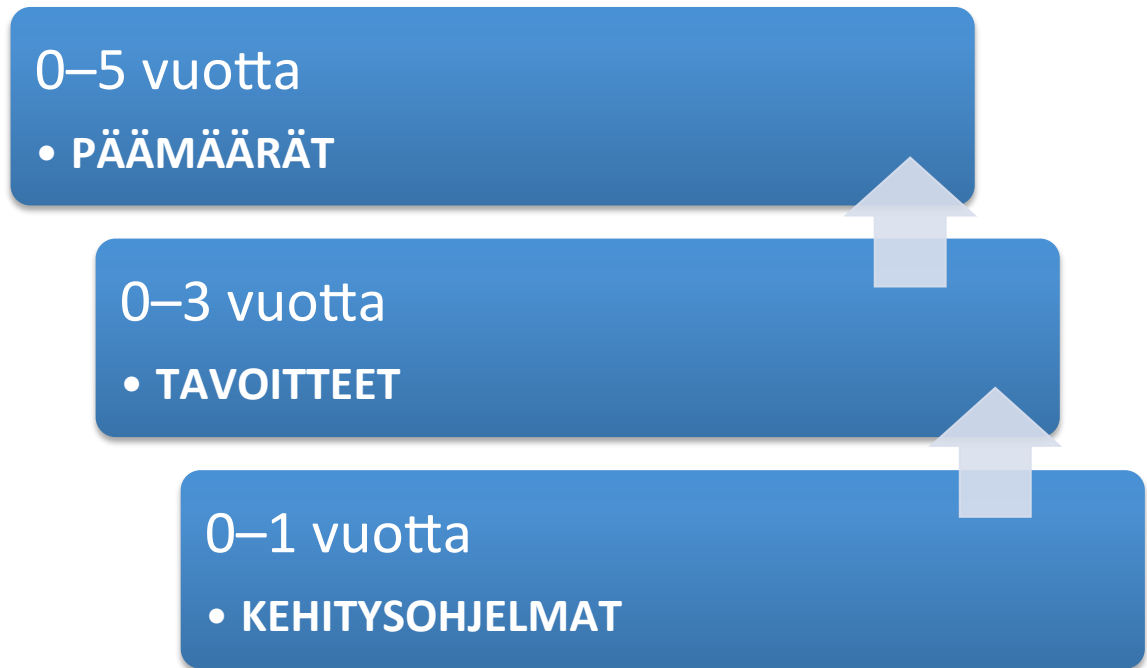 0–5 vuotta
• PÄÄMÄÄRÄT
0–3 vuotta
• TAVOITTEET
0–1 vuotta
• KEHITYSOHJELMAT